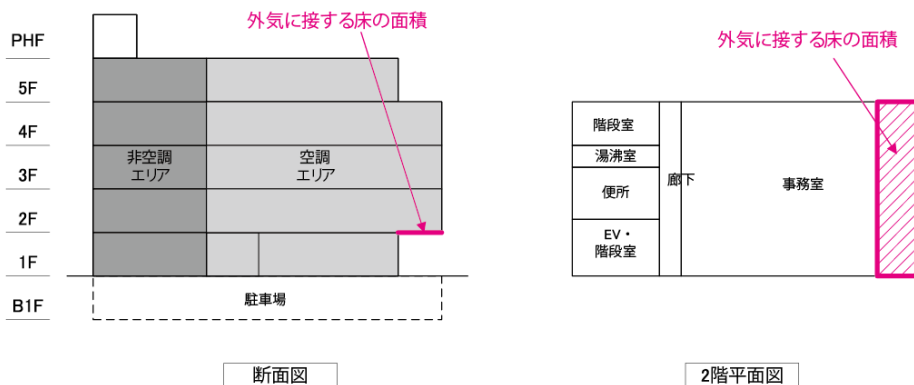 外気に接する床の面積
外気に接する床の面積
PHF
5F
4F
3F
2F
1F
B1F
非空調
エリア
空調
エリア
駐車場
階段室
湯沸室
便所
EV・
階段室
廊下
事務室
断面図
2階平面図